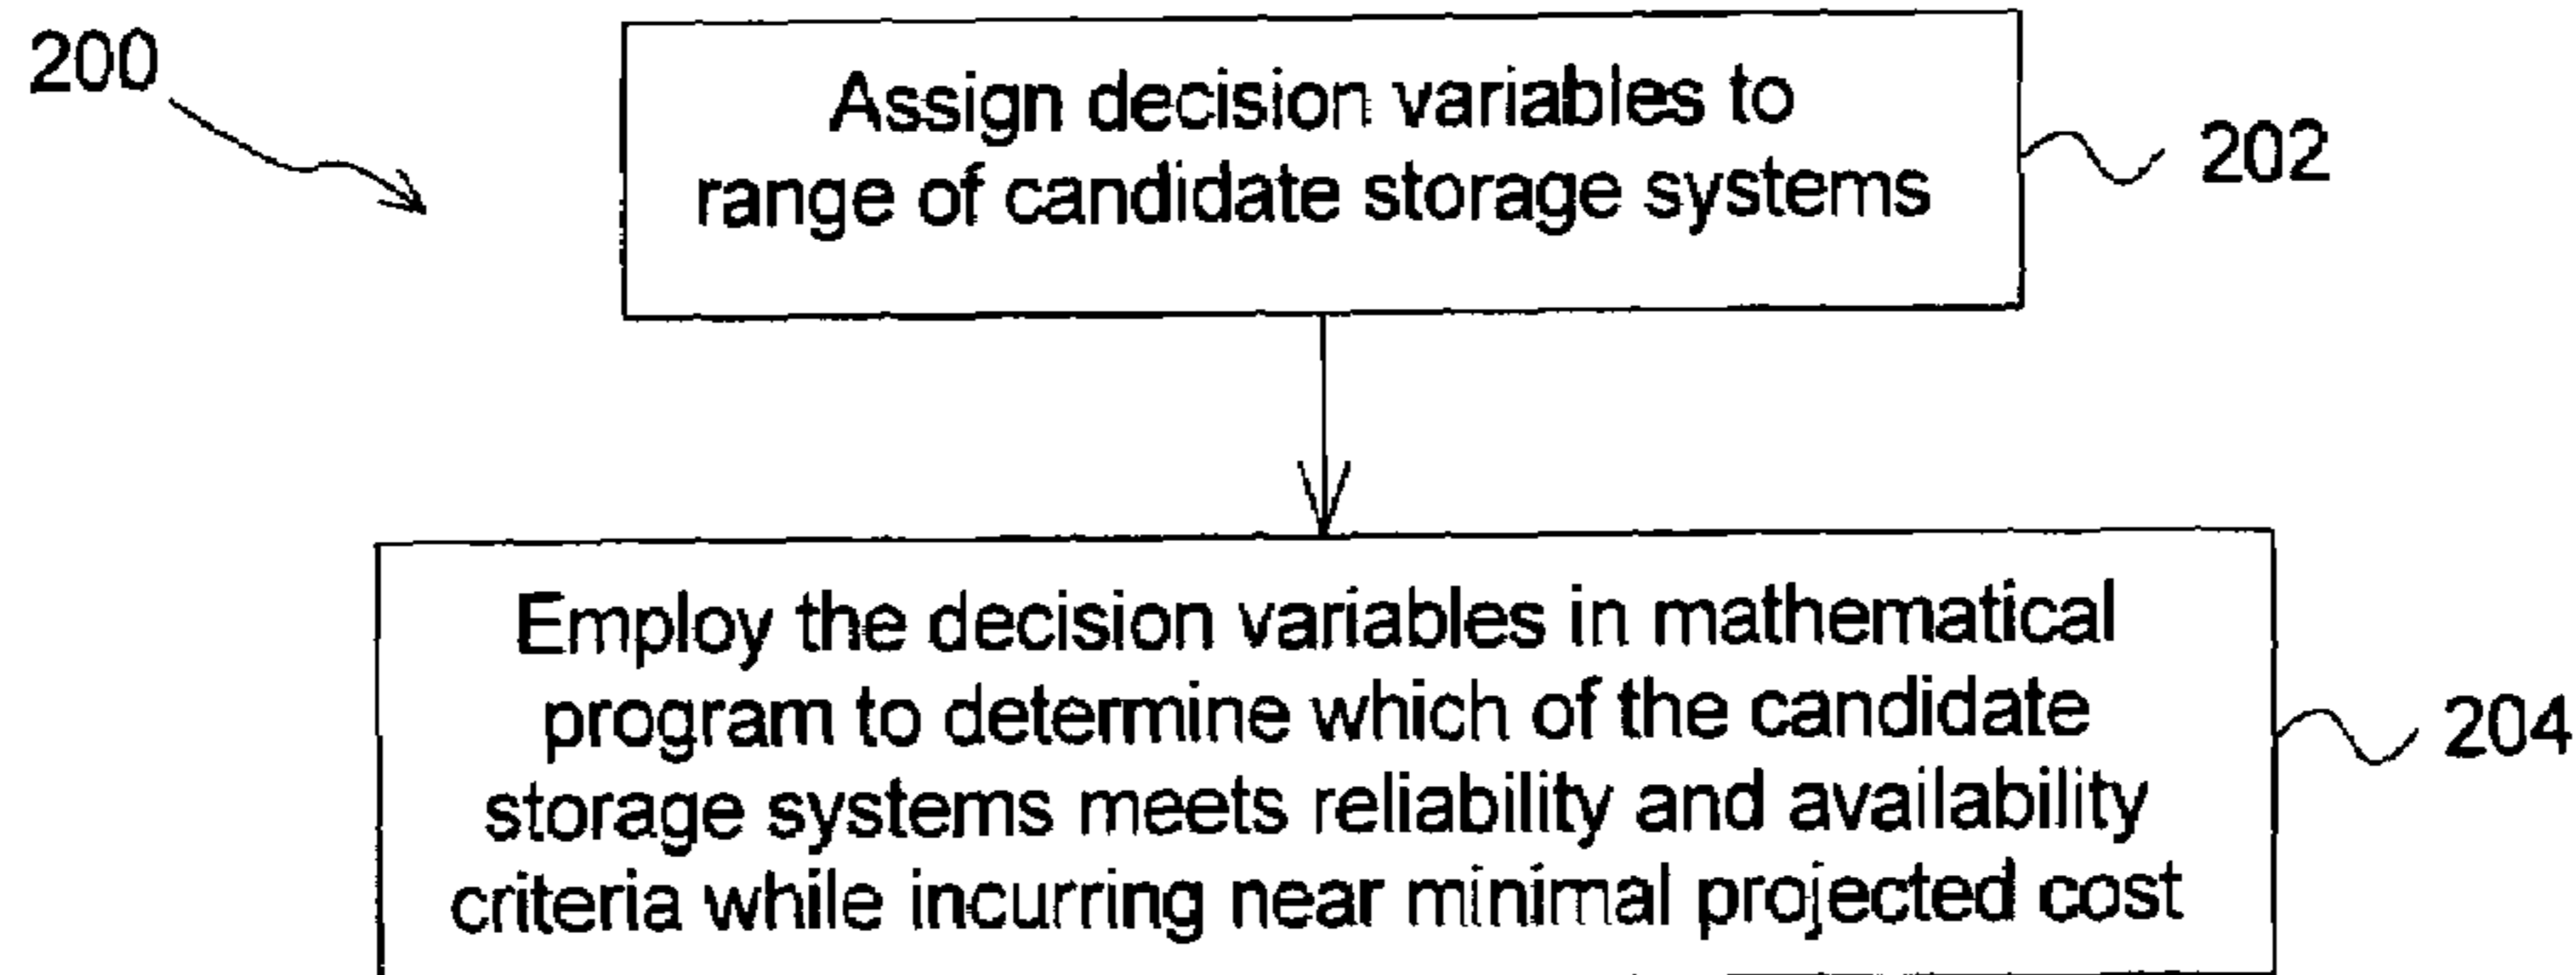 200
Assign decision variables to
range of candidate storage systems
202
Employ the decision variables in mathematical
program to determine which of the candidate
storage systems meets reliability and availability
criteria while incurring near minimal projected cost
204